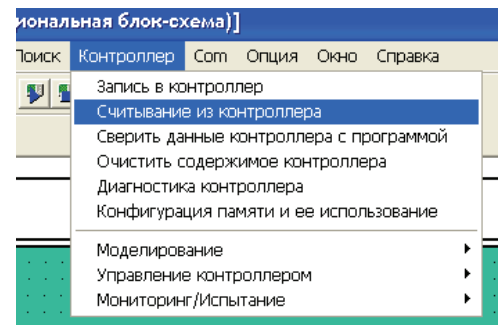 иональная блок-схема)]
Поиск Контроллер Com Опция Окно Справка
Запись в контроллер
Считывание из контроллера
Сверить данные контроллера с программой
Очистить содержимое контроллера
Диагностика контроллера
Конфигурация памяти и ее использование
Моделирование
Управление контроллером
Мониторинг/Испытание